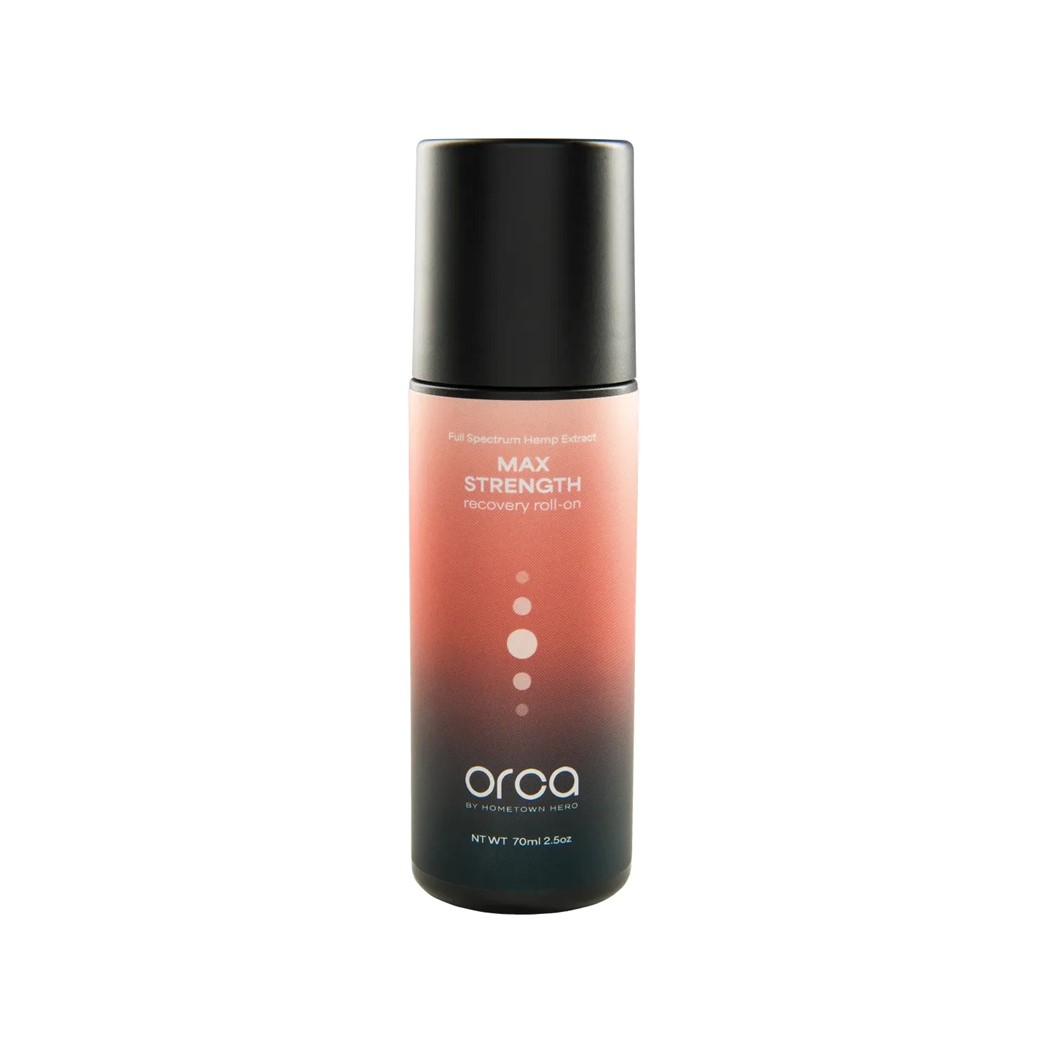 Full Spectrum Hemp Extract
MAX
STRENGTH
recovery roll-on
orca
BY HOMETOWN HERO
NT WT 70ml 2.5oz